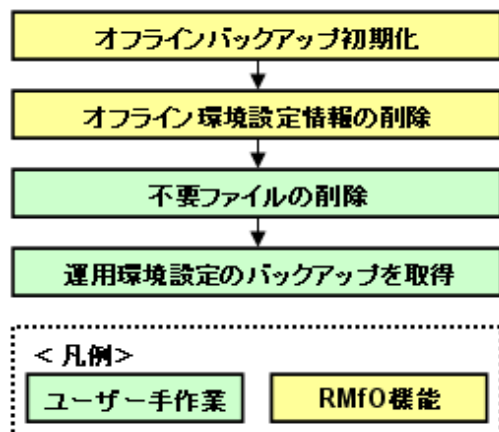 オフラインバックアップ初期化
オフライン環境設定情報の削除
不要ファイルの削除
運用環境設定のバックアップを取得
<凡例>
ユーザー手作業 RMfO機能